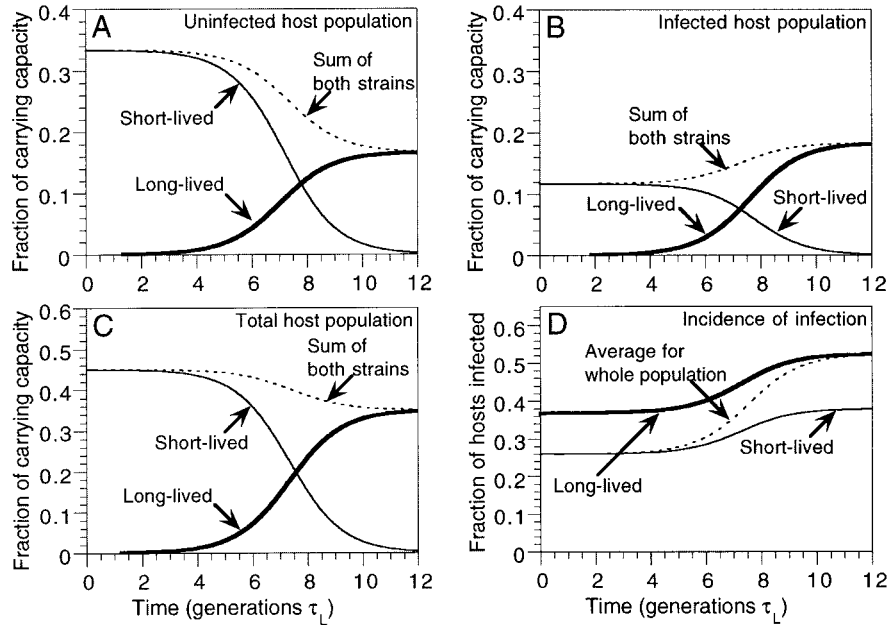 A
Uninfected host population
Fraction of carrying capacity
0.4
0.3
0.2
0.1
0
Sum of
both strains
Short-lived
Long-lived
0 2 4 6 8 10 12
B
Infected host population
Fraction of carrying capacity
0.4
0.3
0.2
0.1
0
Sum of
both strains
Long-lived
Short-lived
0 2 4 6 8 10 12
C
Total host population
Fraction of carrying capacity
0.6
0.5
0.4
0.3
0.2
0.1
0
Sum of
both strains
Short-lived
Long-lived
0 2 4 6 8 10 12
Time (generations τL)
D
Incidence of infection
Fraction of hosts infected
0.6
0.5
0.4
0.3
0.2
0.1
0
Average for
whole population
Short-lived
Long-lived
0 2 4 6 8 10 12
Time (generations τL)